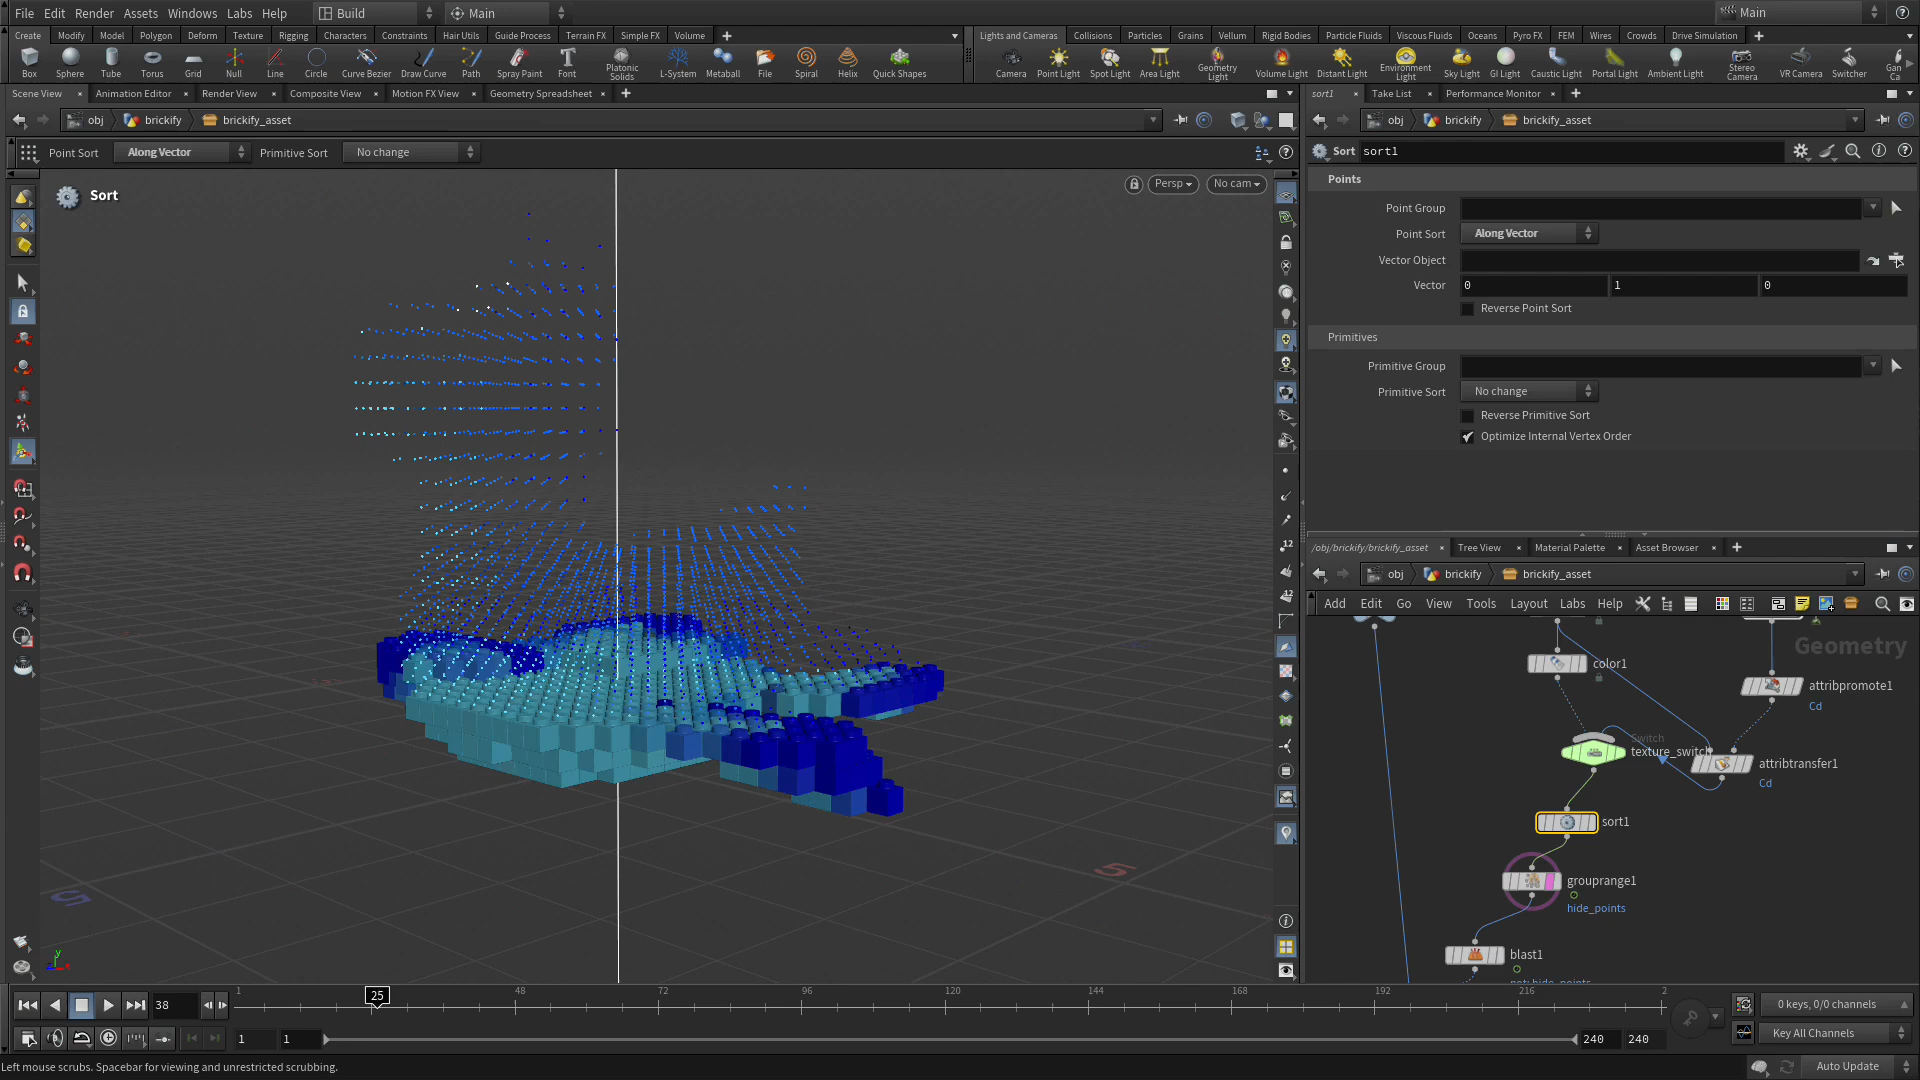 File Edit Render Assets Windows Labs Help Build Main Main
Create Modify Model Polygon Deform Texture Rigging Characters Constraints Hair Utils Guide Process Terrain FX Simple FX Volume
Lights and Cameras Collisions Particles Grains Vellum Rigid Bodies Particle Fluids Viscous Fluids Oceans Pyro FX FEM Wires Crowds Drive Simulation
Box Sphere Tube Torus Grid Null Line Circle Curve Bezier Draw Curve Path Spray Paint Font Platonic Solids L-System Metaball File Spiral Helix Quick Shapes
Camera Point Light Spot Light Area Light Geometry Light Volume Light Distant Light Environment Light Sky Light GI Light Caustic Light Portal Light Ambient Light Stereo Camera VR Camera Switcher Gan Ca
Scene View Animation Editor Render View Composite View Motion FX View Geometry Spreadsheet
sort1 Take List Performance Monitor
obj brickify brickify_asset
obj brickify brickify_asset
Point Sort Along Vector Primitive Sort No change
Sort sort1
Sort
Persp No cam
Points
Point Group
Point Sort Along Vector
Vector Object
Vector 0 1 0
Reverse Point Sort
Primitives
Primitive Group
Primitive Sort No change
Reverse Primitive Sort
Optimize Internal Vertex Order
/obj/brickify/brickify_asset Tree View Material Palette Asset Browser
obj brickify brickify_asset
Add Edit Go View Tools Layout Labs Help
Geometry
color1
attribpromote1
Cd
Switch
texture_switch
attribtransfer1
Cd
sort1
grouprange1
hide_points
blast1
not: hide_points
12
12
5
5
y
38
1 25 48 72 96 120 144 168 192 216 2
1 1 240 240
0 keys, 0/0 channels
Key All Channels
Left mouse scrubs. Spacebar for viewing and unrestricted scrubbing.
Auto Update